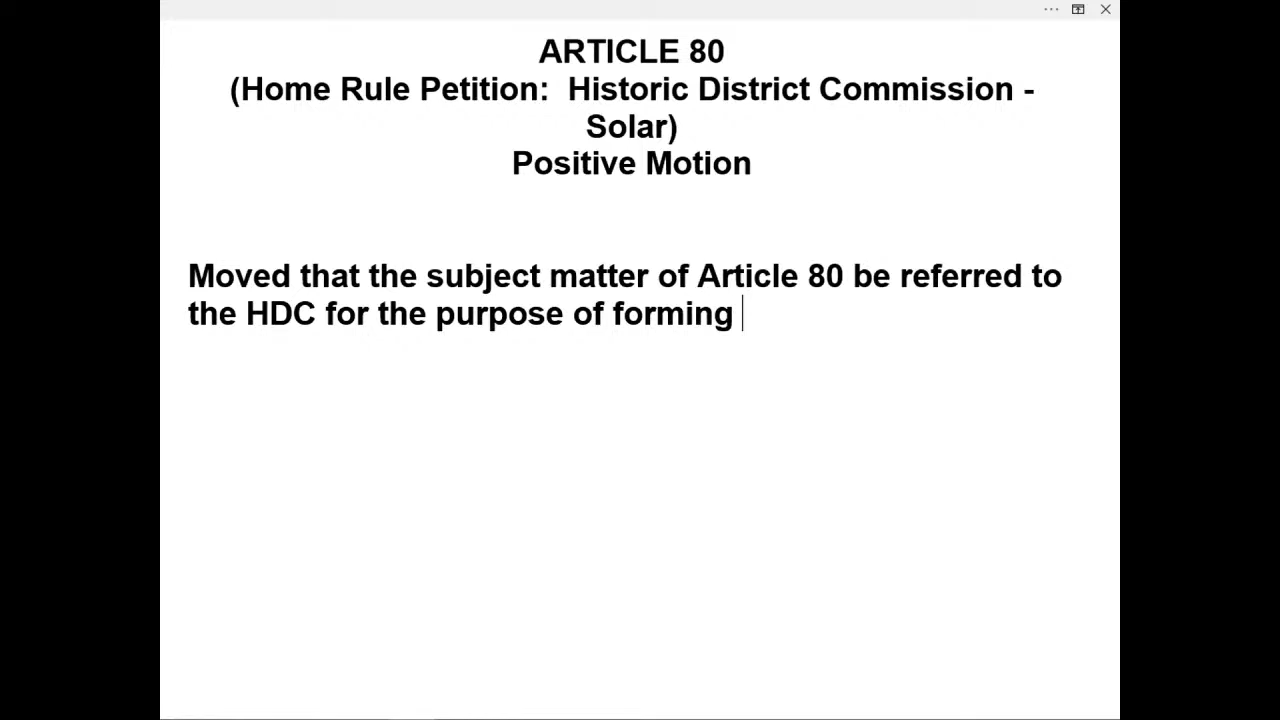 ARTICLE 80
(Home Rule Petition:  Historic District Commission -
Solar)
Positive Motion
Moved that the subject matter of Article 80 be referred to
the HDC for the purpose of forming